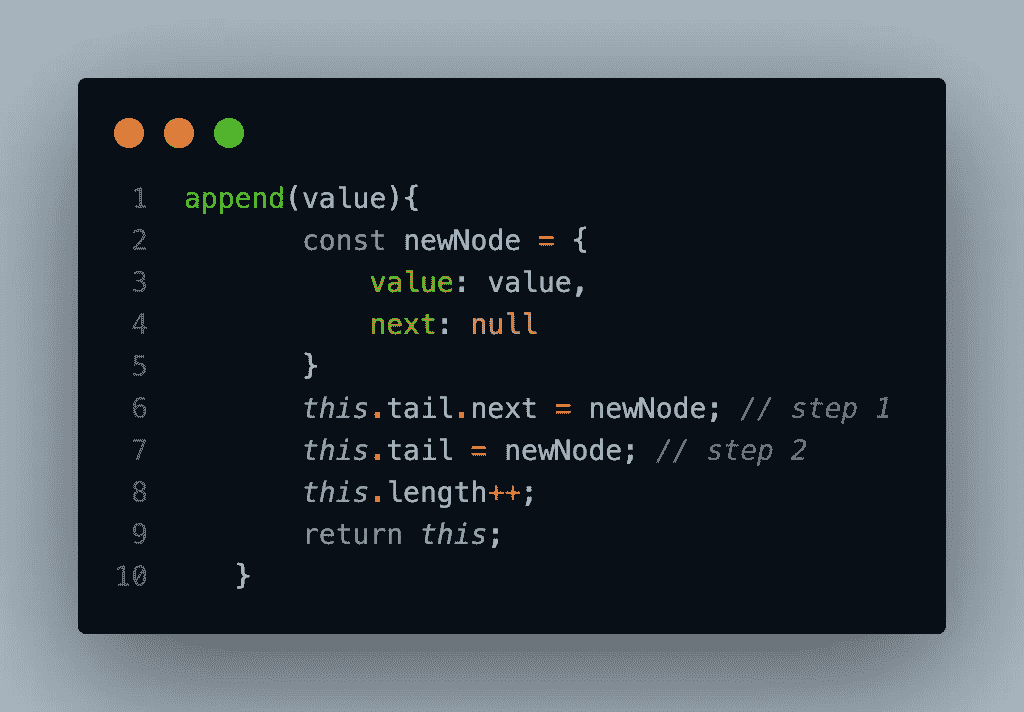 1 append(value){
2 const newNode = {
3 value: value,
4 next: null
5 }
6 this.tail.next = newNode; // step 1
7 this.tail = newNode; // step 2
8 this.length++;
9 return this;
10 }